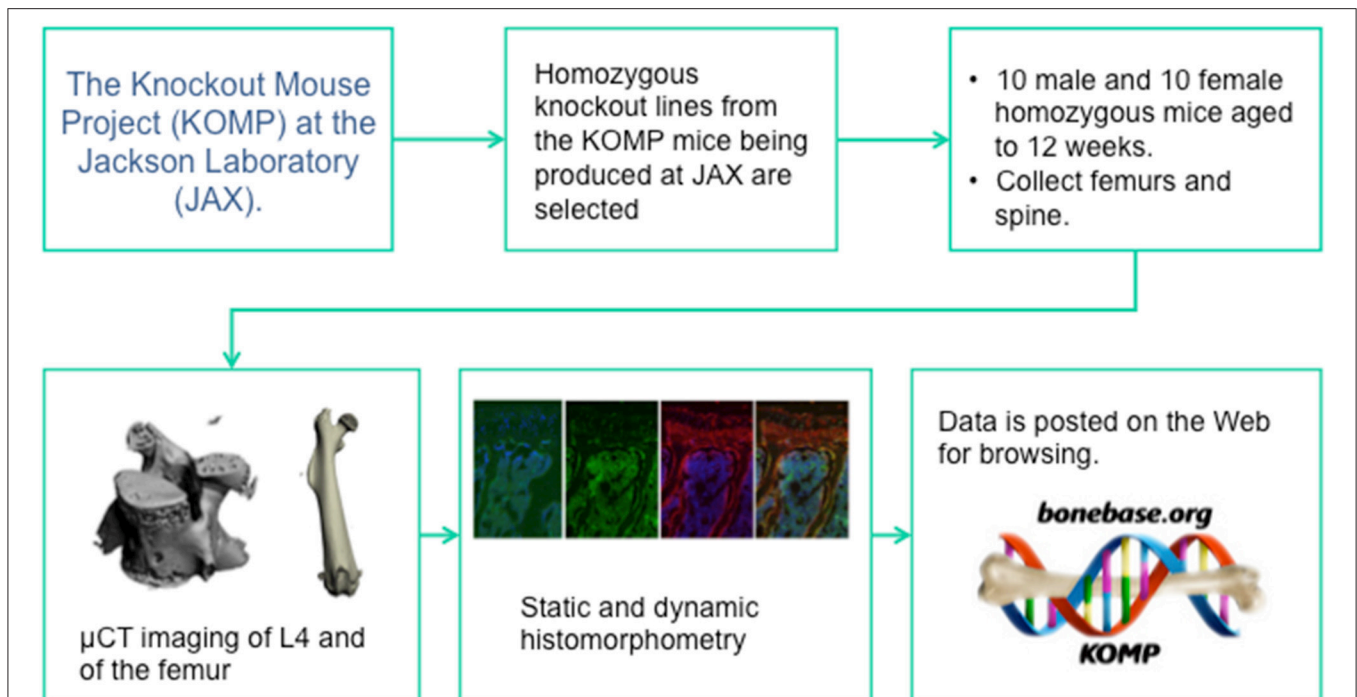 The Knockout Mouse
Project (KOMP) at the
Jackson Laboratory
(JAX).
Homozygous
knockout lines from
the KOMP mice being
produced at JAX are
selected
• 10 male and 10 female
homozygous mice aged
to 12 weeks.
• Collect femurs and
spine.
µCT imaging of L4 and
of the femur
Static and dynamic
histomorphometry
Data is posted on the Web
for browsing.
bonebase.org
KOMP